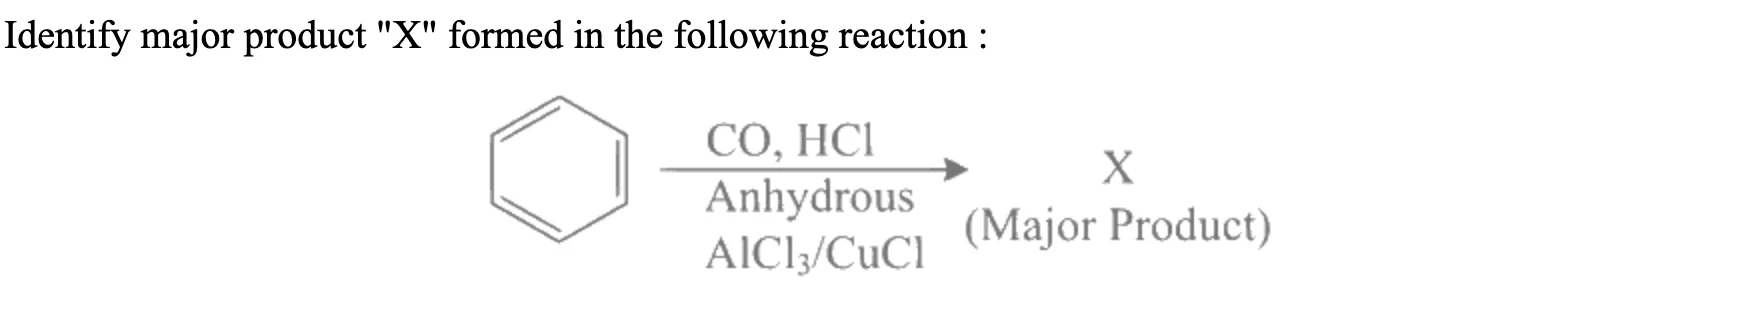 Identify major product "X" formed in the following reaction :
CO, HCl
Anhydrous
AlCl₃/CuCl
X
(Major Product)